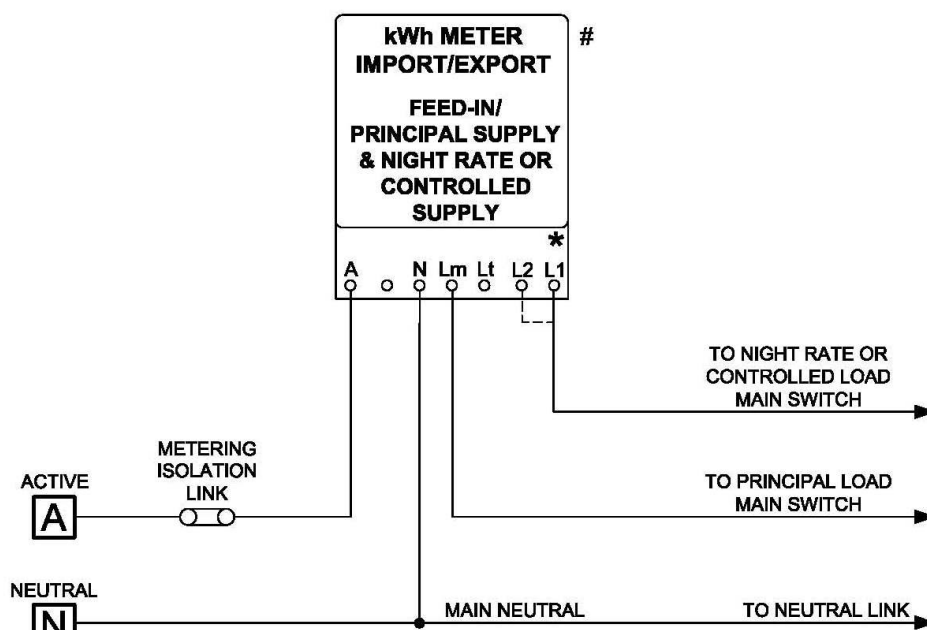 kWh METER
IMPORT/EXPORT
#
FEED-IN/
PRINCIPAL SUPPLY
& NIGHT RATE OR
CONTROLLED
SUPPLY
*
A N Lm Lt L2 L1
TO NIGHT RATE OR
CONTROLLED LOAD
MAIN SWITCH
METERING
ISOLATION
LINK
ACTIVE
A
TO PRINCIPAL LOAD
MAIN SWITCH
NEUTRAL
N
MAIN NEUTRAL
TO NEUTRAL LINK